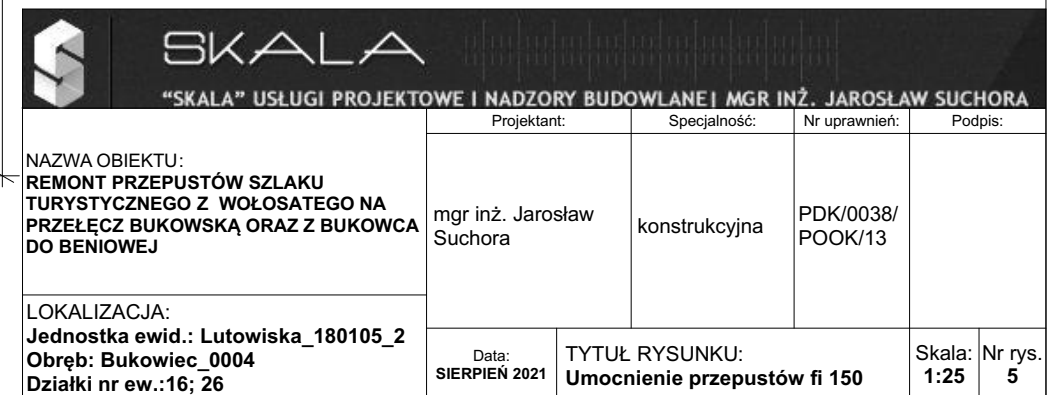 SKALA
"SKALA" USŁUGI PROJEKTOWE I NADZORY BUDOWLANE| MGR INŻ. JAROSŁAW SUCHORA
Projektant:
Specjalność:
Nr uprawnień:
Podpis:
NAZWA OBIEKTU:
REMONT PRZEPUSTÓW SZLAKU
TURYSTYCZNEGO Z WOŁOSATEGO NA
PRZEŁĘCZ BUKOWSKĄ ORAZ Z BUKOWCA
DO BENIOWEJ
mgr inż. Jarosław
Suchora
konstrukcyjna
PDK/0038/
POOK/13
LOKALIZACJA:
Jednostka ewid.: Lutowiska_180105_2
Obręb: Bukowiec_0004
Działki nr ew.:16; 26
Data:
SIERPIEŃ 2021
TYTUŁ RYSUNKU:
Umocnienie przepustów fi 150
Skala:
1:25
Nr rys.
5